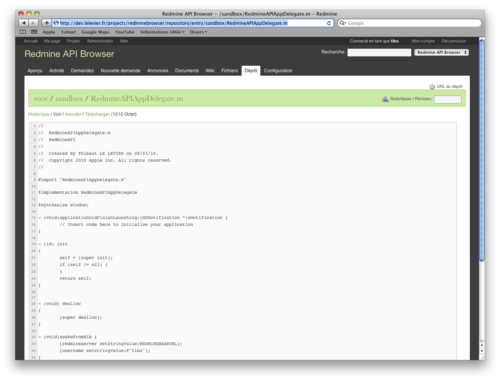 Redmine API Browser - /sandbox/RedmineAPIAppDelegate.m - Redmine
http://dev.lelevier.fr/projects/redminebrowser/repository/entry/sandbox/RedmineAPIAppDelegate.m
Google
Apple Yahoo! Google Maps YouTube Informations (466) Divers
Accueil Ma page Projets Administration Aide
Connecté en tant que tibo Mon compte Déconnexion
Redmine API Browser
Recherche: Redmine API Browser
Aperçu Activité Demandes Nouvelle demande Annonces Documents Wiki Fichiers Dépôt Configuration
URL du dépôt
root / sandbox / RedmineAPIAppDelegate.m
Statistiques | Révision
Historique | Voir | Annoter | Télécharger (1010 Octet)
1 //
2 // RedmineAPIAppDelegate.m
3 // RedmineAPI
4 //
5 // Created by Thibaut LE LEVIER on 
6 // Copyright 2010 Apple Inc. All rights reserved.
7 //
8
9 #import "RedmineAPIAppDelegate.h"
10
11 @implementation RedmineAPIAppDelegate
12
13 @synthesize window;
14
15 - (void)applicationDidFinishLaunching:(NSNotification *)aNotification {
16 // Insert code here to initialize your application
17 }
18
19 - (id) init
20 {
21 self = [super init];
22 if (self != nil) {
23 }
24 return self;
25 }
26
27
28 - (void) dealloc
29 {
30 [super dealloc];
31 }
32
33 - (void)awakeFromNib {
34 [redmineserver setStringValue:REDMINEBASEURL];
35 [username setStringValue:@"tibo"];
36 }